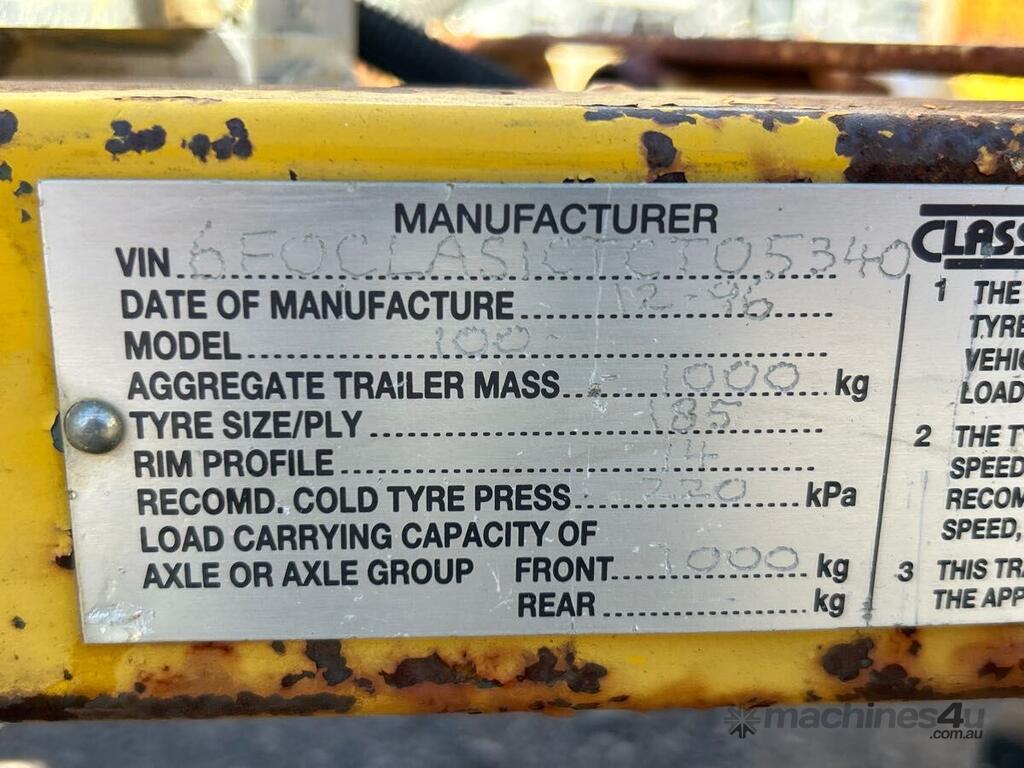 MANUFACTURER
VIN 6FOCLASICTCT05340
DATE OF MANUFACTURE 12-96
MODEL 100
AGGREGATE TRAILER MASS 1000 kg
TYRE SIZE/PLY 185
RIM PROFILE 14
RECOMD. COLD TYRE PRESS 220 kPa
LOAD CARRYING CAPACITY OF
AXLE OR AXLE GROUP FRONT 1000 kg
REAR kg
CLASS
1 THE
TYRE
VEHI
LOAD
2 THE T
SPEED
RECOM
SPEED,
3 THIS TRA
THE APP
machines4u
.com.au